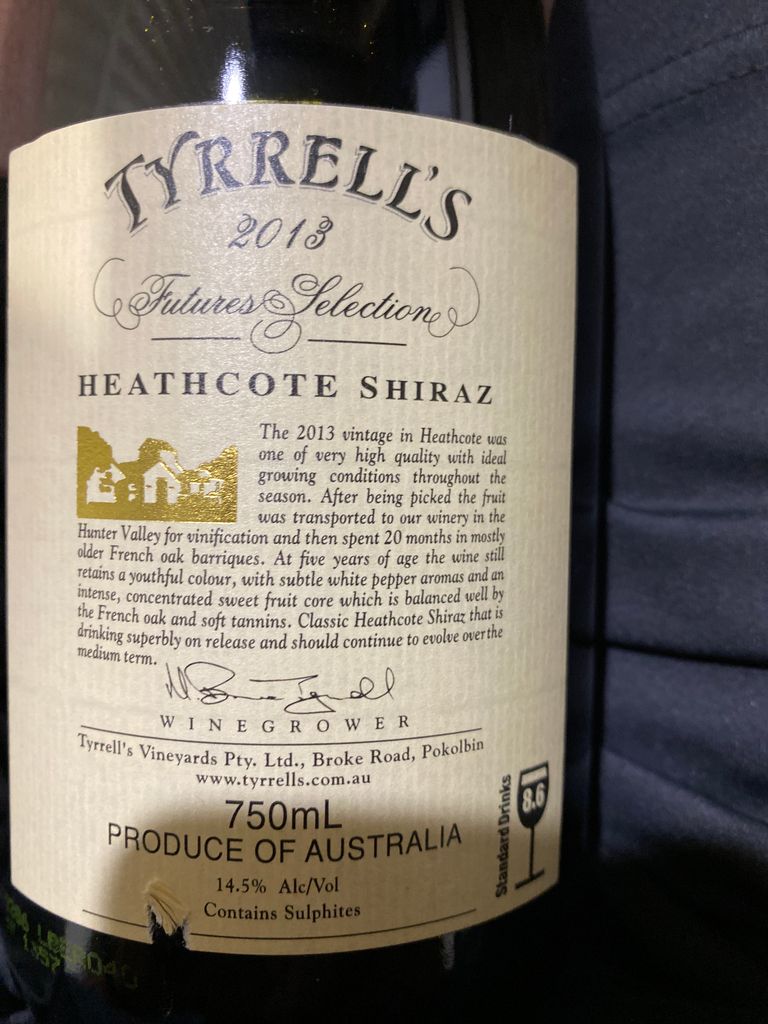 TYRRELL'S
2013
Futures Selection
HEATHCOTE SHIRAZ
The 2013 vintage in Heathcote was
one of very high quality with ideal
growing conditions throughout the
season. After being picked the fruit
was transported to our winery in the
Hunter Valley for vinification and then spent 20 months in mostly
older French oak barriques. At five years of age the wine still
retains a youthful colour, with subtle white pepper aromas and an
intense, concentrated sweet fruit core which is balanced well by
the French oak and soft tannins. Classic Heathcote Shiraz that is
drinking superbly on release and should continue to evolve over the
medium term.
WINEGROWER
Tyrrell's Vineyards Pty. Ltd., Broke Road, Pokolbin
www.tyrrells.com.au
750mL
PRODUCE OF AUSTRALIA
14.5% Alc/Vol
Contains Sulphites
Standard Drinks
8.6